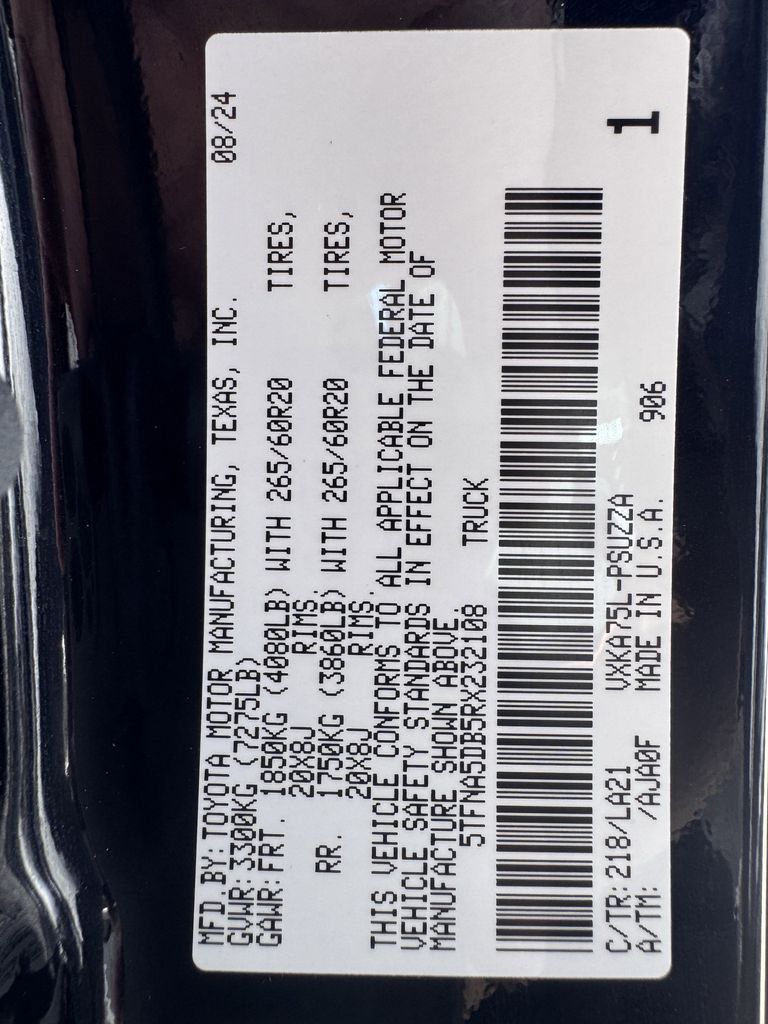 MFD.BY:TOYOTA MOTOR MANUFACTURING, TEXAS, INC. 08/24
GVWR:3300KG (7275LB)
GAWR:FRT. 1850KG (4080LB) WITH 265/60R20 TIRES,
20X8J RIMS,
RR. 1750KG (3860LB) WITH 265/60R20 TIRES,
20X8J RIMS.
THIS VEHICLE CONFORMS TO ALL APPLICABLE FEDERAL MOTOR
VEHICLE SAFETY STANDARDS IN EFFECT ON THE DATE OF
MANUFACTURE SHOWN ABOVE.
5TFNA5DB5RX232108 TRUCK
C/TR:218/LA21 VXKA75L-PSUZZA 1
A/TM: /AJA0F MADE IN U.S.A. 906